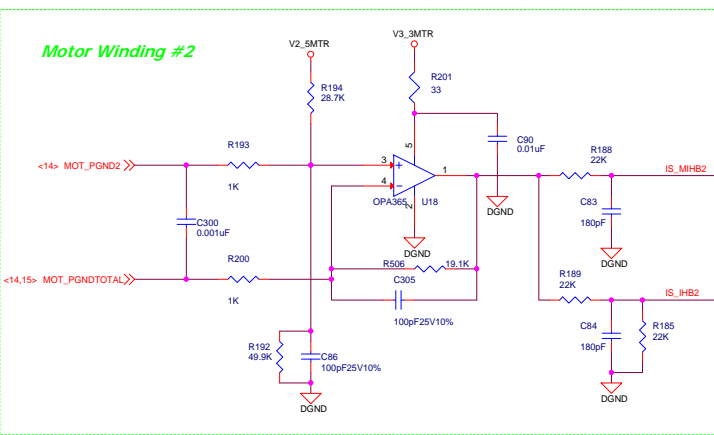 Motor Winding #2
V2_5MTR
V3_3MTR
R194
28.7K
R201
33
R193
<14> MOT_PGND2
1K
3
+
5
1
4
-
2
OPA365
U18
DGND
C90
0.01uF
DGND
R188
22K
IS_MIHB2
C83
180pF
DGND
C300
0.001uF
R200
<14,15> MOT_PGNDTOTAL
1K
R506
19.1K
C305
100pF25V10%
R189
22K
IS_IHB2
C84
180pF
R185
22K
DGND
R192
49.9K
C86
100pF25V10%
DGND